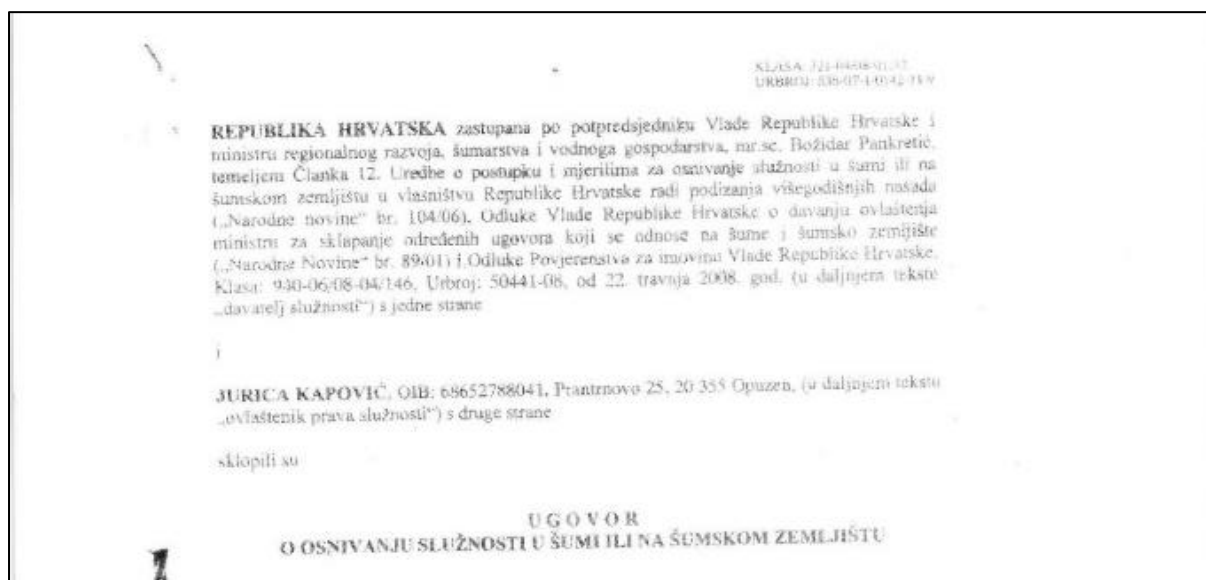 KLASA:
URBROJ:
REPUBLIKA HRVATSKA zastupana po potpredsjedniku Vlade Republike Hrvatske i
ministru regionalnog razvoja, šumarstva i vodnoga gospodarstva, mr.sc. Božidar Pankretić,
temeljem Članka 12. Uredbe o postupku i mjerilima za osnivanje služnosti u šumi ili na
šumskom zemljištu u vlasništvu Republike Hrvatske radi podizanja višegodišnjih nasada
(„Narodne novine“ br. 104/06), Odluke Vlade Republike Hrvatske o davanju ovlaštenja
ministru za sklapanje određenih ugovora koji se odnose na šume i šumsko zemljište
(„Narodne Novine“ br. 89/01) i Odluke Povjerenstva za imovinu Vlade Republike Hrvatske,
Klasa: 940-06/08-04/146, Urbroj: 50441-08, od 22. travnja 2008. god. (u daljnjem tekstu
„davatelj služnosti“) s jedne strane
i
JURICA KAPOVIĆ, OIB: 68652788041, Prantrnovo 25, 20 355 Opuzen, (u daljnjem tekstu
„ovlaštenik prava služnosti“) s druge strane
sklopili su
U G O V O R
O OSNIVANJU SLUŽNOSTI U ŠUMI ILI NA ŠUMSKOM ZEMLJIŠTU